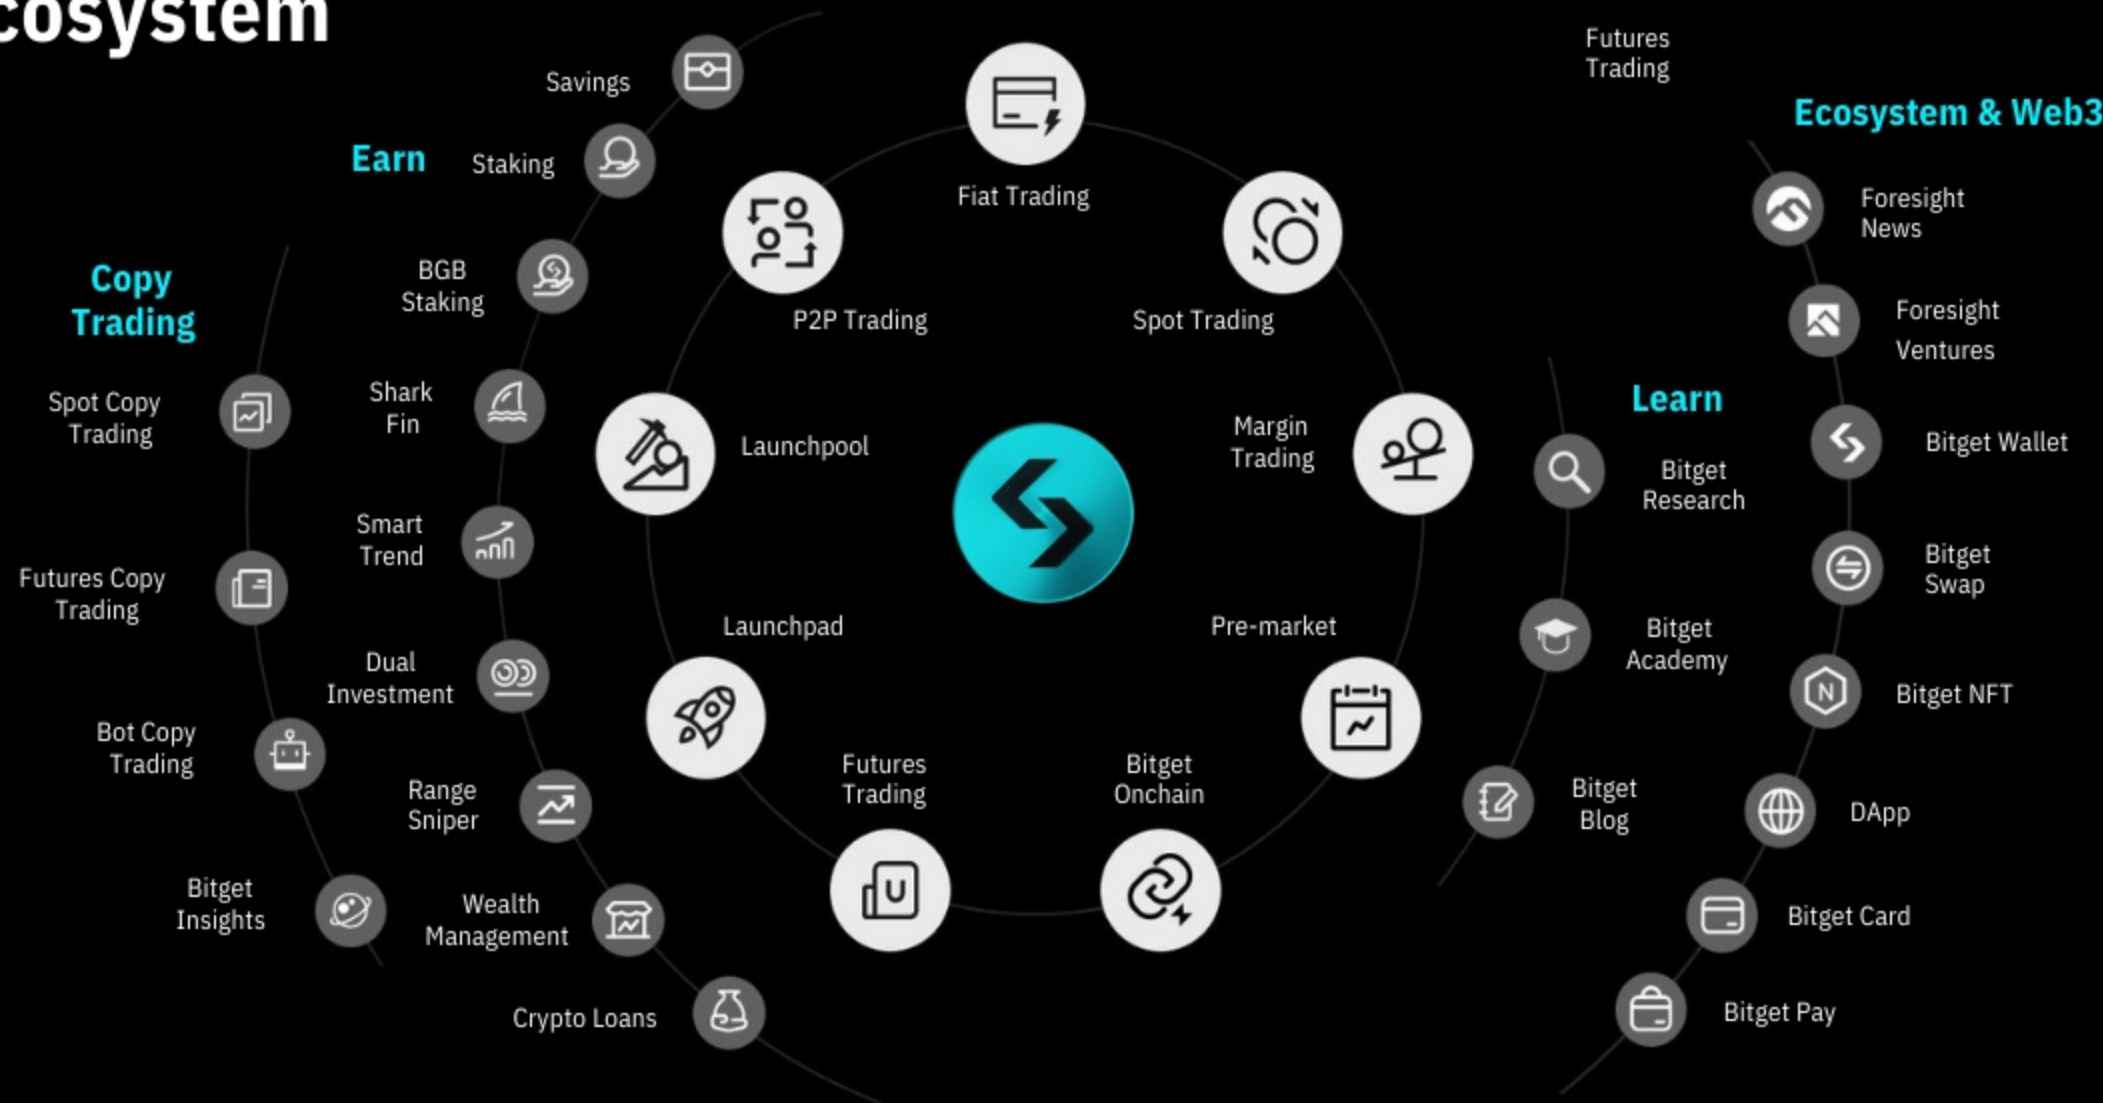 cosystem
Copy
Trading
Spot Copy
Trading
Futures Copy
Trading
Bot Copy
Trading
Bitget
Insights
Earn
Savings
Staking
BGB
Staking
Shark
Fin
Smart
Trend
Dual
Investment
Range
Sniper
Wealth
Management
Crypto Loans
Fiat Trading
P2P Trading
Spot Trading
Launchpool
Margin
Trading
Launchpad
Pre-market
Futures
Trading
U
Bitget
Onchain
Futures
Trading
Learn
Bitget
Research
Bitget
Academy
Bitget
Blog
Ecosystem & Web3
Foresight
News
Foresight
Ventures
Bitget Wallet
Bitget
Swap
N
Bitget NFT
DApp
Bitget Card
Bitget Pay